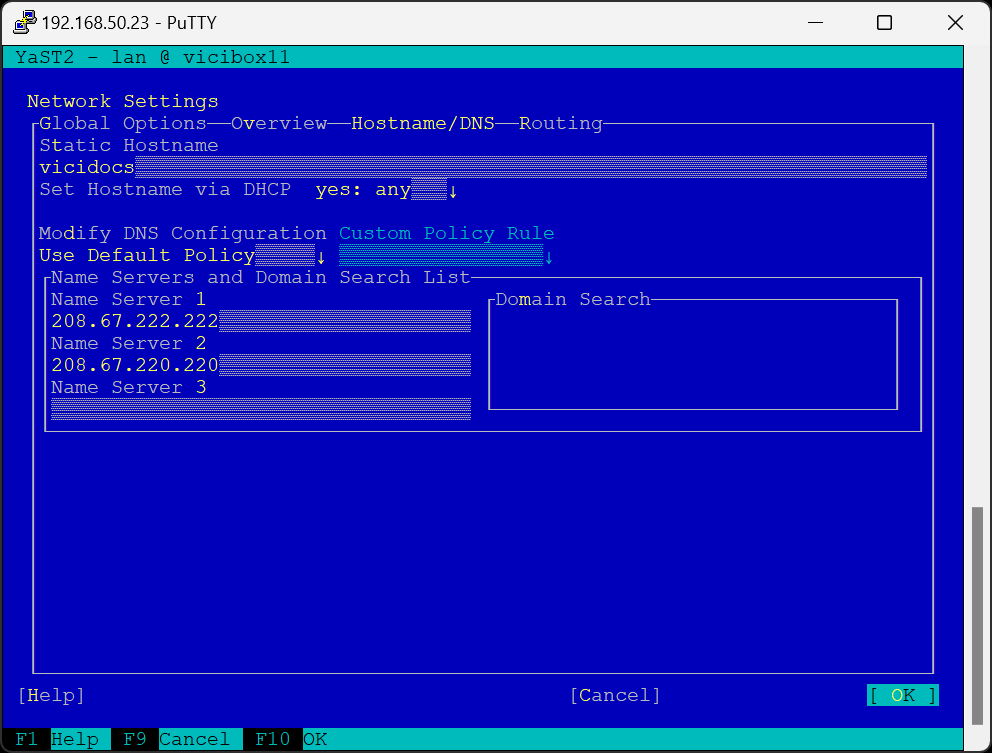 192.168.50.23 - PuTTY
YaST2 - lan @ vicibox11
Network Settings
Global Options Overview Hostname/DNS Routing
Static Hostname
vicidocs
Set Hostname via DHCP yes: any↓
Modify DNS Configuration Custom Policy Rule
Use Default Policy↓ ↓
Name Servers and Domain Search List
Name Server 1
Domain Search
208.67.222.222
Name Server 2
208.67.220.220
Name Server 3
[Help] [Cancel] [ OK ]
F1 Help F9 Cancel F10 OK